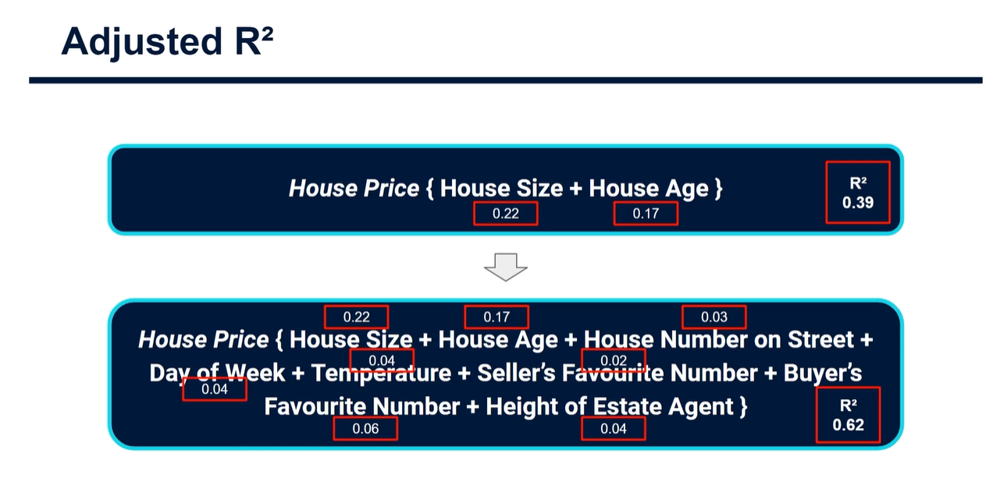 Adjusted R²
House Price { House Size + House Age }
0.22 0.17
R²
0.39
0.22 0.17 0.03
House Price { House Size + House Age + House Number on Street +
0.04 0.02
Day of Week + Temperature + Seller's Favourite Number + Buyer's
0.04
Favourite Number + Height of Estate Agent }
0.06 0.04
R²
0.62